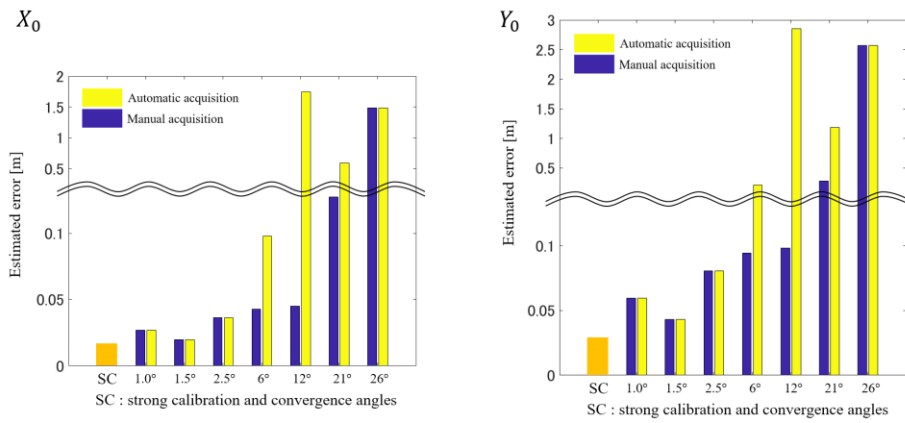 X₀
Estimated error [m]
2
1.5
1
0.5
0.1
0.05
0
Automatic acquisition
Manual acquisition
SC 1.0° 1.5° 2.5° 6° 12° 21° 26°
SC : strong calibration and convergence angles
Y₀
Estimated error [m]
3
2.5
2
2
1
0.5
0.1
0.05
0
Automatic acquisition
Manual acquisition
SC 1.0° 1.5° 2.5° 6° 12° 21° 26°
SC : strong calibration and convergence angles